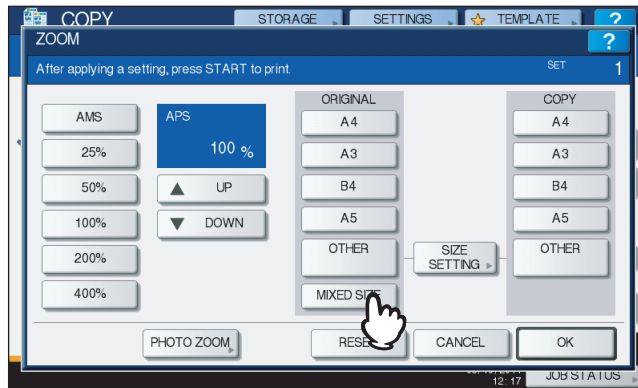 COPY
STORAGE
SETTINGS
TEMPLATE
?
ZOOM
?
After applying a setting, press START to print.
SET 1
ORIGINAL
COPY
AMS
APS
A4
A4
25%
100 %
A3
A3
50%
UP
B4
B4
100%
DOWN
A5
A5
200%
OTHER
SIZE
SETTING
OTHER
400%
MIXED SIZE
PHOTO ZOOM
RESET
CANCEL
OK
12: 17
JOB STATUS